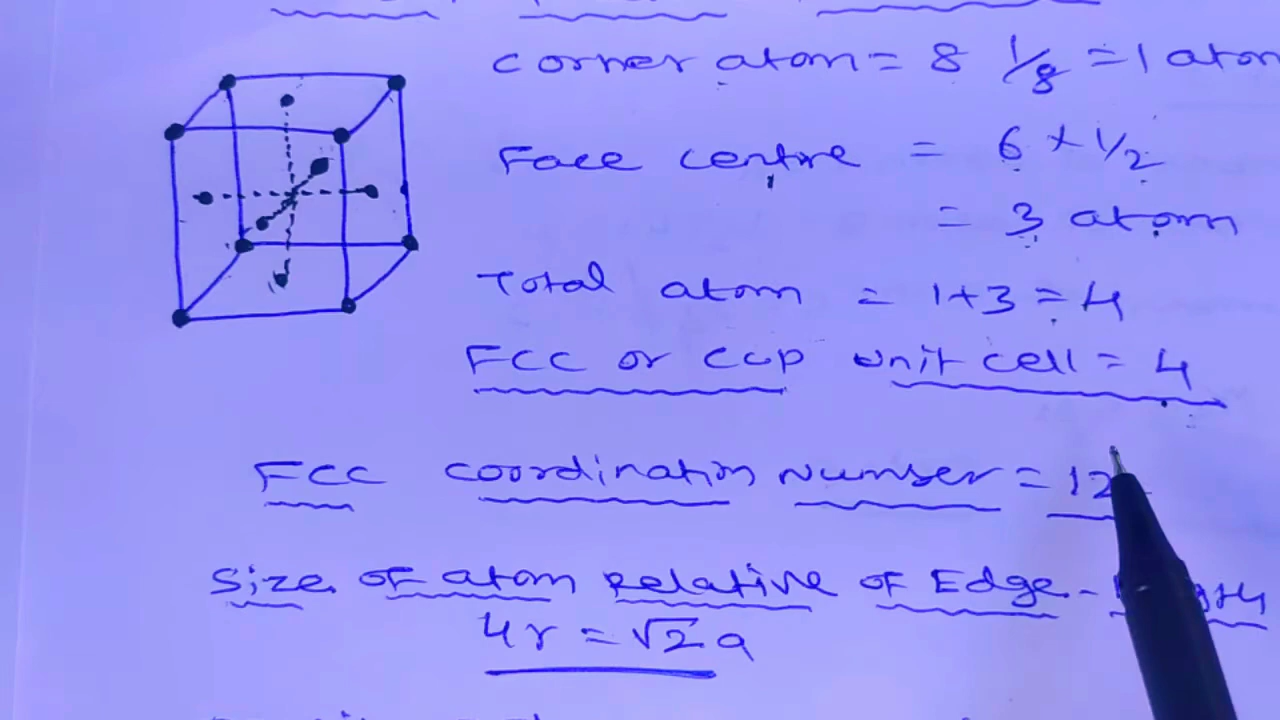 corner atom = 8 1/8 = 1 atom
Face centre = 6 × 1/2
= 3 atom
Total atom = 1+3 = 4
FCC or CCP unit cell = 4
FCC coordination Number = 12
Size of atom relative of Edge -
4r = √2a